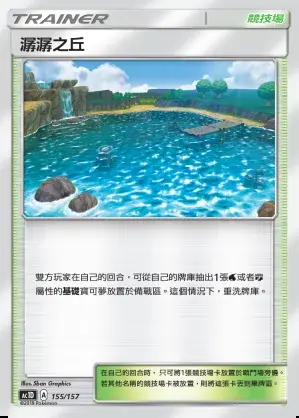 TRAINER 競技場
潺潺之丘
雙方玩家在自己的回合,可從自己的牌庫抽出1張或者
屬性的基礎寶可夢放置於備戰區。這個情況下,重洗牌庫。
Illus. 5ban Graphics
在自己的回合時,只可將1張競技場卡放置於戰鬥場旁邊。
若其他名稱的競技場卡被放置,則將這張卡丟到棄牌區。
AC1D A 155/157
©2019 Pokémon